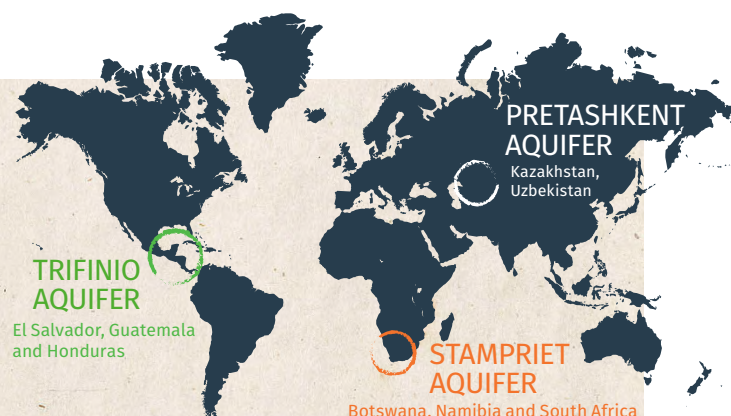 PRETASHKENT
AQUIFER
Kazakhstan,
Uzbekistan
TRIFINIO
AQUIFER
El Salvador, Guatemala
and Honduras
STAMPRIET
AQUIFER
Botswana, Namibia and South Africa